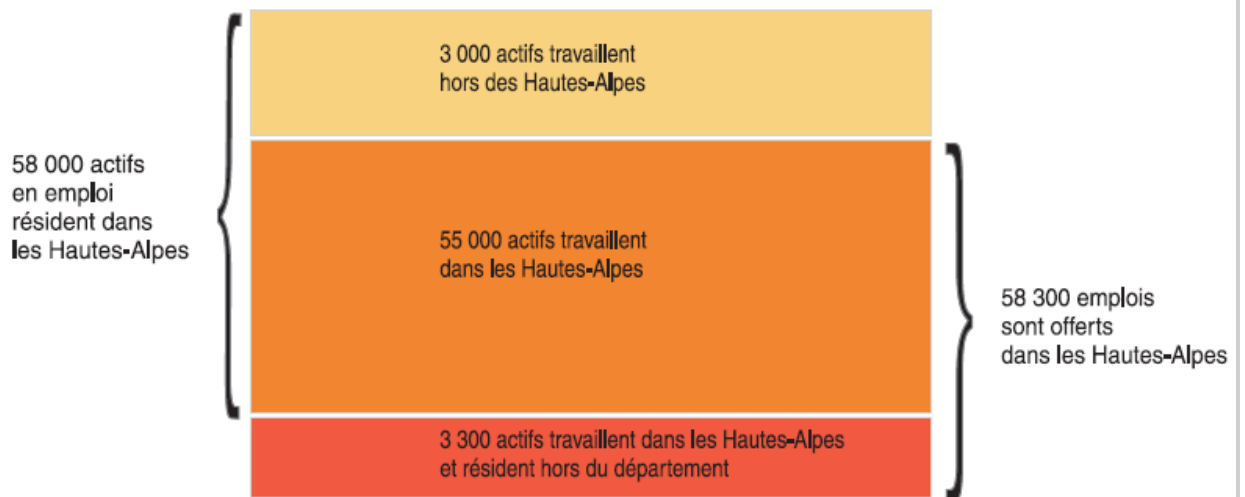 3 000 actifs travaillent
hors des Hautes-Alpes
58 000 actifs
en emploi
résident dans
les Hautes-Alpes
55 000 actifs travaillent
dans les Hautes-Alpes
58 300 emplois
sont offerts
dans les Hautes-Alpes
3 300 actifs travaillent dans les Hautes-Alpes
et résident hors du département